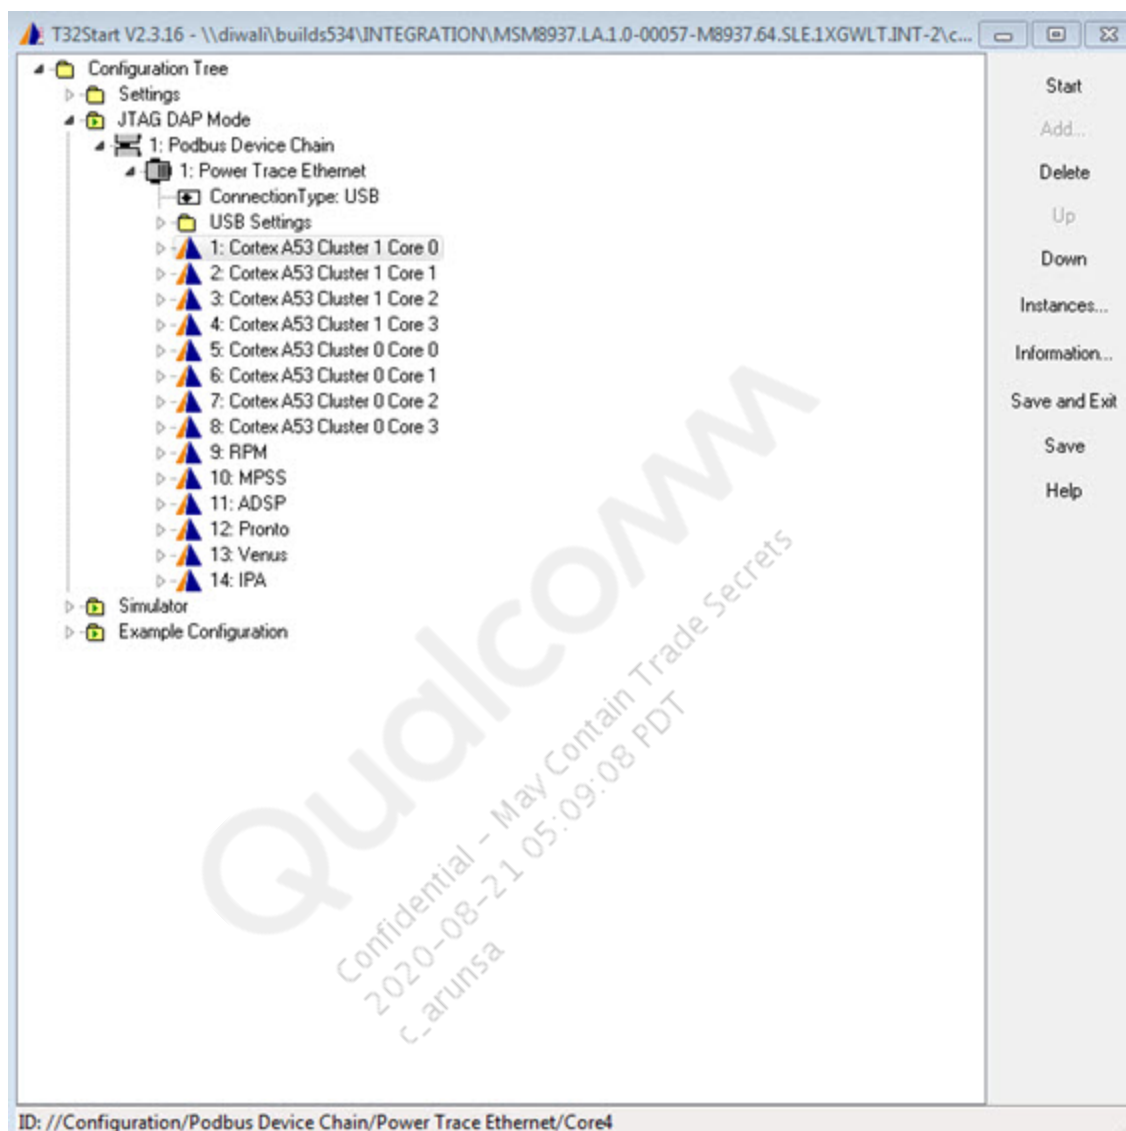 T32Start V2.3.16 - \\diwali\builds534\INTEGRATION\MSM8937.LA.1.0-00057-M8937.64.SLE.1XGWLT.INT-2\c...
Configuration Tree
Settings
JTAG DAP Mode
1: Podbus Device Chain
1: Power Trace Ethernet
ConnectionType: USB
USB Settings
1: Cortex A53 Cluster 1 Core 0
2: Cortex A53 Cluster 1 Core 1
3: Cortex A53 Cluster 1 Core 2
4: Cortex A53 Cluster 1 Core 3
5: Cortex A53 Cluster 0 Core 0
6: Cortex A53 Cluster 0 Core 1
7: Cortex A53 Cluster 0 Core 2
8: Cortex A53 Cluster 0 Core 3
9: RPM
10: MPSS
11: ADSP
12: Pronto
13: Venus
14: IPA
Simulator
Example Configuration
Start
Add...
Delete
Up
Down
Instances...
Information...
Save and Exit
Save
Help
Qualcomm
Confidential - May Contain Trade Secrets
2020-08-21 05:09:08 PDT
c_arunsa
ID: //Configuration/Podbus Device Chain/Power Trace Ethernet/Core4